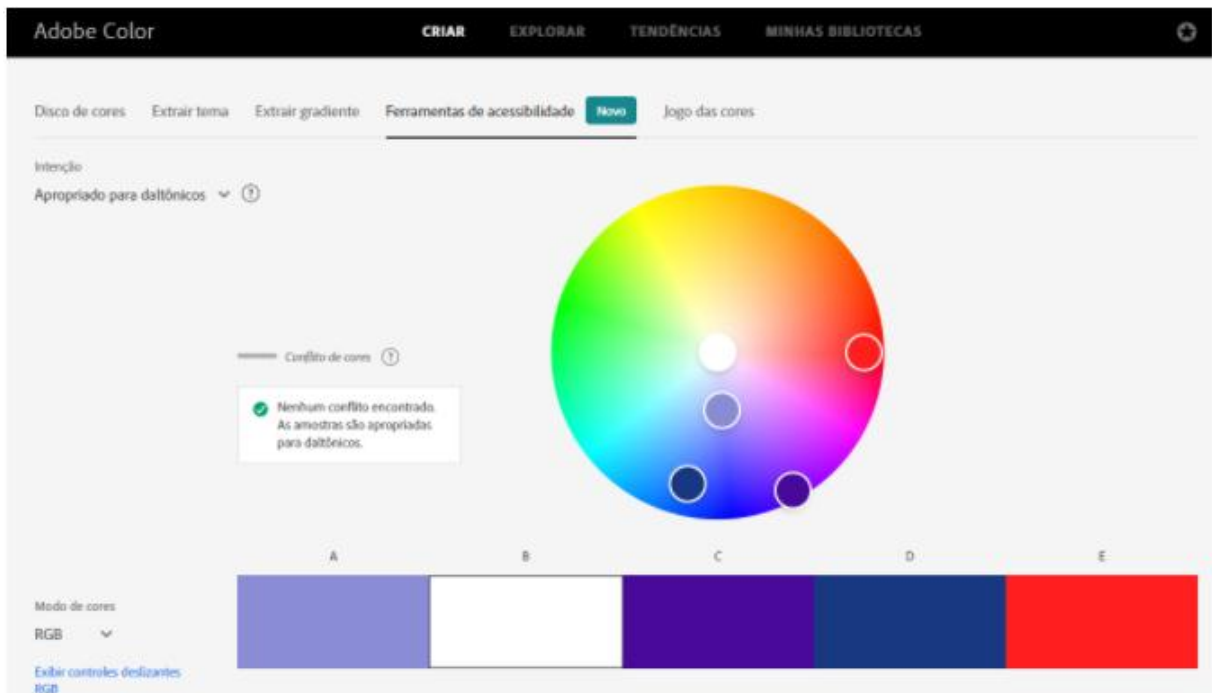 Adobe Color CRIAR EXPLORAR TENDÊNCIAS MINHAS BIBLIOTECAS
Disco de cores Extrair tema Extrair gradiente Ferramentas de acessibilidade Novo Jogo das cores
Intenção
Apropriado para daltônicos ?
Conflito de cores ?
Nenhum conflito encontrado.
As amostras são apropriadas
para daltônicos.
A B C D E
Modo de cores
RGB
Exibir controles deslizantes
RGB